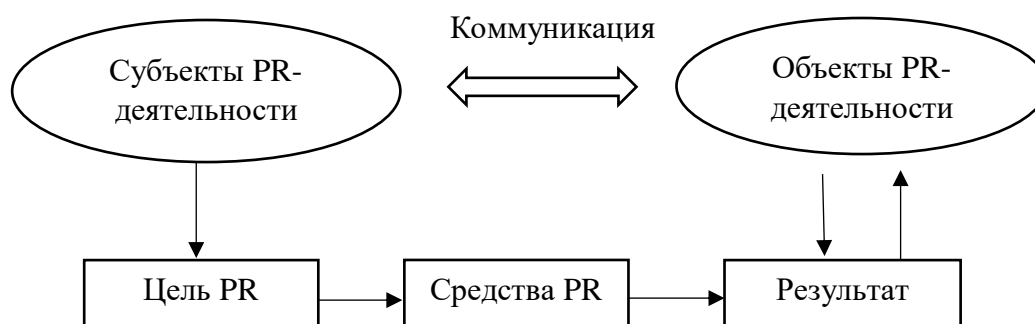 Коммуникация
Субъекты PR-
деятельности
Объекты PR-
деятельности
Цель PR
Средства PR
Результат